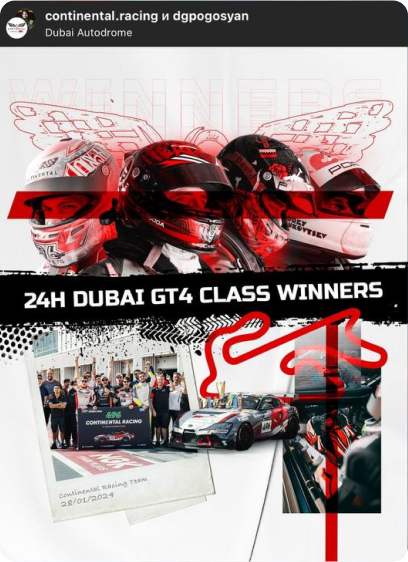 continental.racing и dgpogosyan
Dubai Autodrome
WINNERS
24H DUBAI GT4 CLASS WINNERS
496
CONTINENTAL RACING
Continental Racing Team
28/01/2024